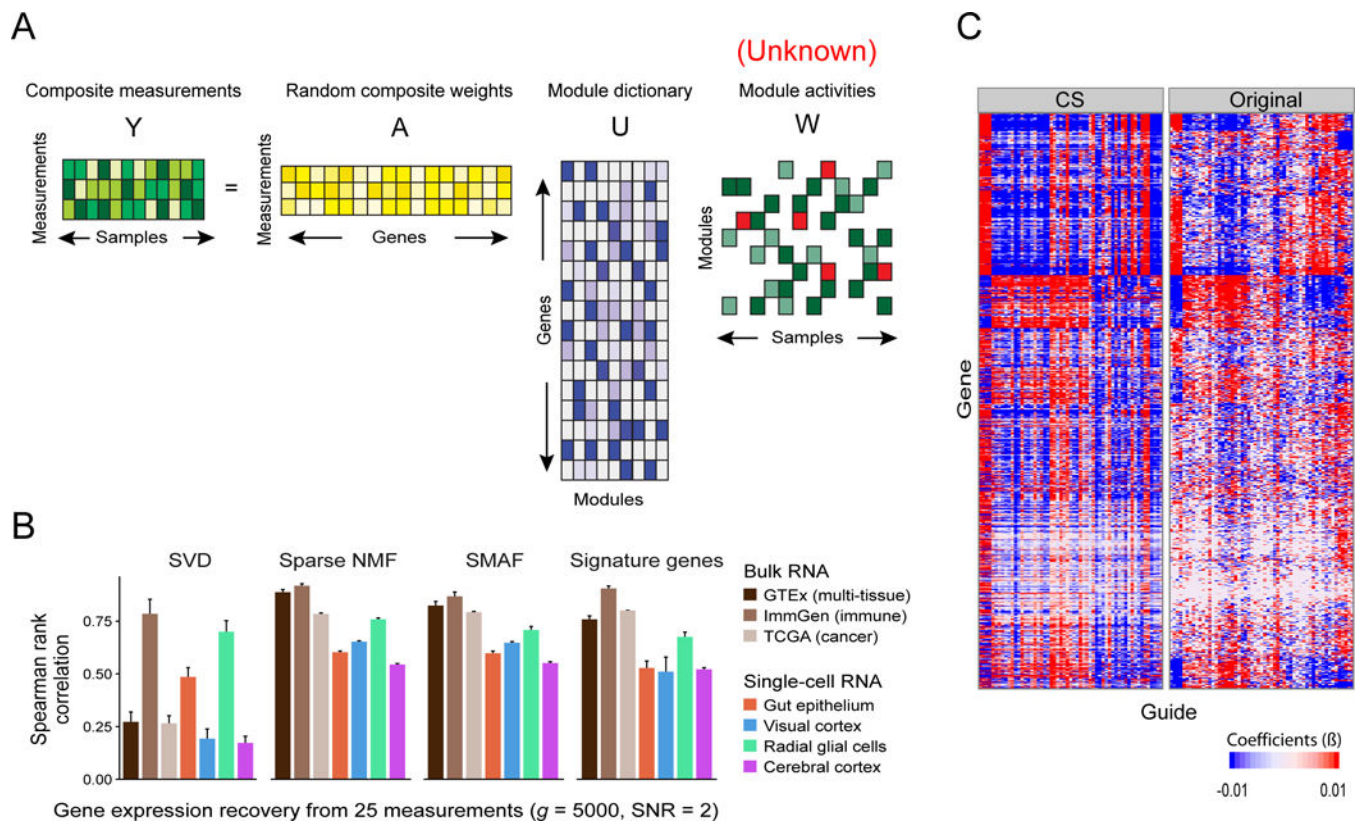 A
C
(Unknown)
Composite measurements
Random composite weights
Module dictionary
Module activities
Y
A
U
W
Measurements
=
Measurements
Samples
Genes
Genes
Modules
Modules
Samples
CS
Original
Gene
Guide
Coefficients (ß)
-0.01
0.01
B
SVD
Sparse NMF
SMAF
Signature genes
Spearman rank
correlation
0.75
0.50
0.25
0.00
Bulk RNA
GTEx (multi-tissue)
ImmGen (immune)
TCGA (cancer)
Single-cell RNA
Gut epithelium
Visual cortex
Radial glial cells
Cerebral cortex
Gene expression recovery from 25 measurements (g = 5000, SNR = 2)